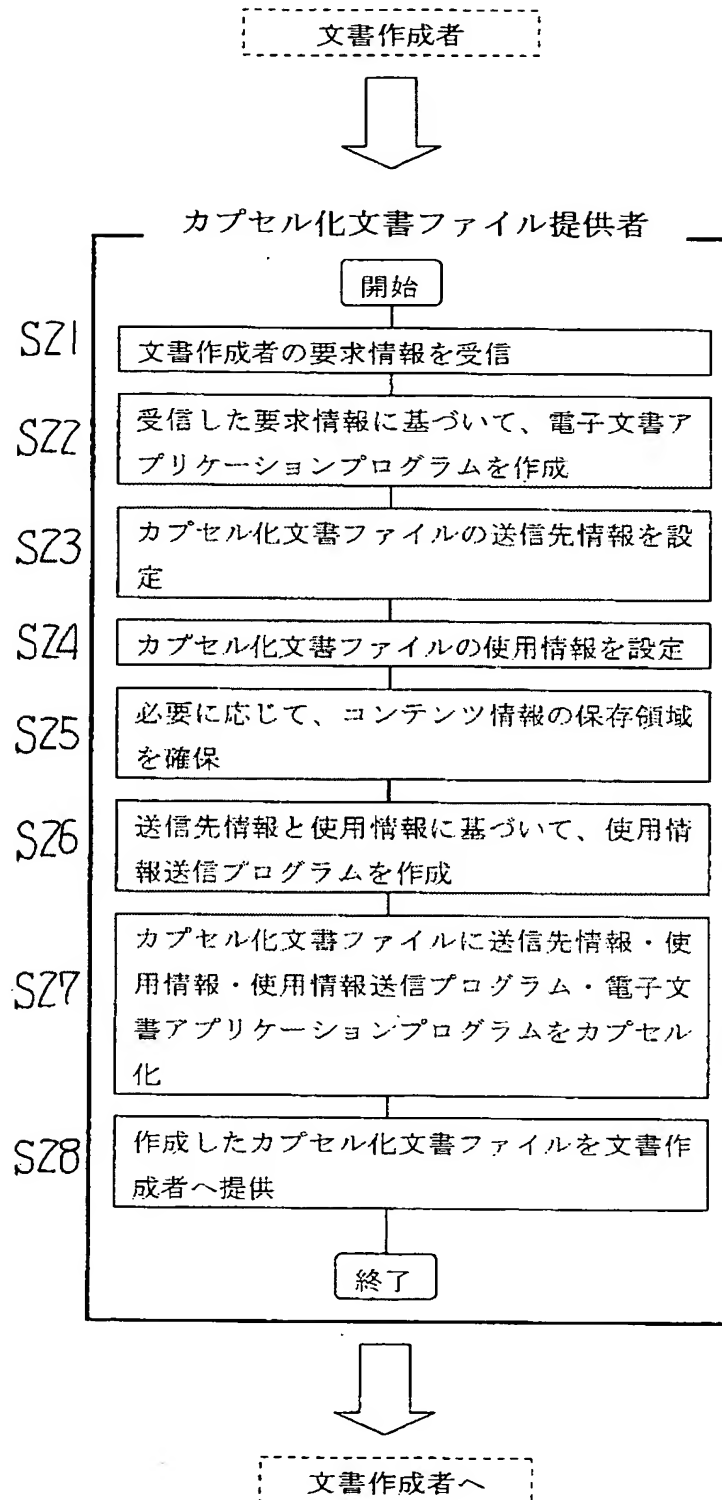 文書作成者
カプセル化文書ファイル提供者
開始
SZ1
文書作成者の要求情報を受信
SZ2
受信した要求情報に基づいて、電子文書ア
プリケーションプログラムを作成
SZ3
カプセル化文書ファイルの送信先情報を設
定
SZ4
カプセル化文書ファイルの使用情報を設定
SZ5
必要に応じて、コンテンツ情報の保存領域
を確保
SZ6
送信先情報と使用情報に基づいて、使用情
報送信プログラムを作成
SZ7
カプセル化文書ファイルに送信先情報・使
用情報・使用情報送信プログラム・電子文
書アプリケーションプログラムをカプセル
化
SZ8
作成したカプセル化文書ファイルを文書作
成者へ提供
終了
文書作成者へ